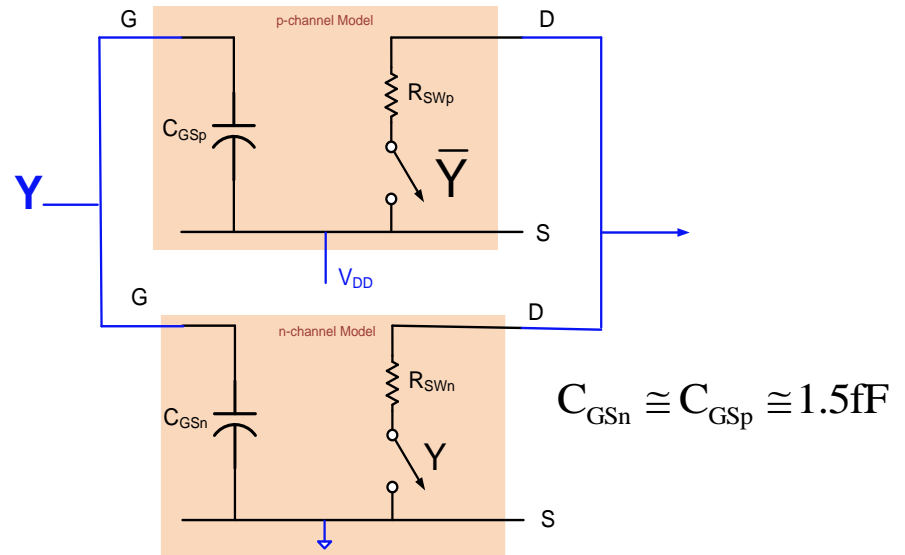 G
p-channel Model
D
R_SWp
C_GSp
Y̅
Y
S
V_DD
G
n-channel Model
D
R_SWn
C_GSn
Y
C_GSn ≅ C_GSp ≅ 1.5fF
S